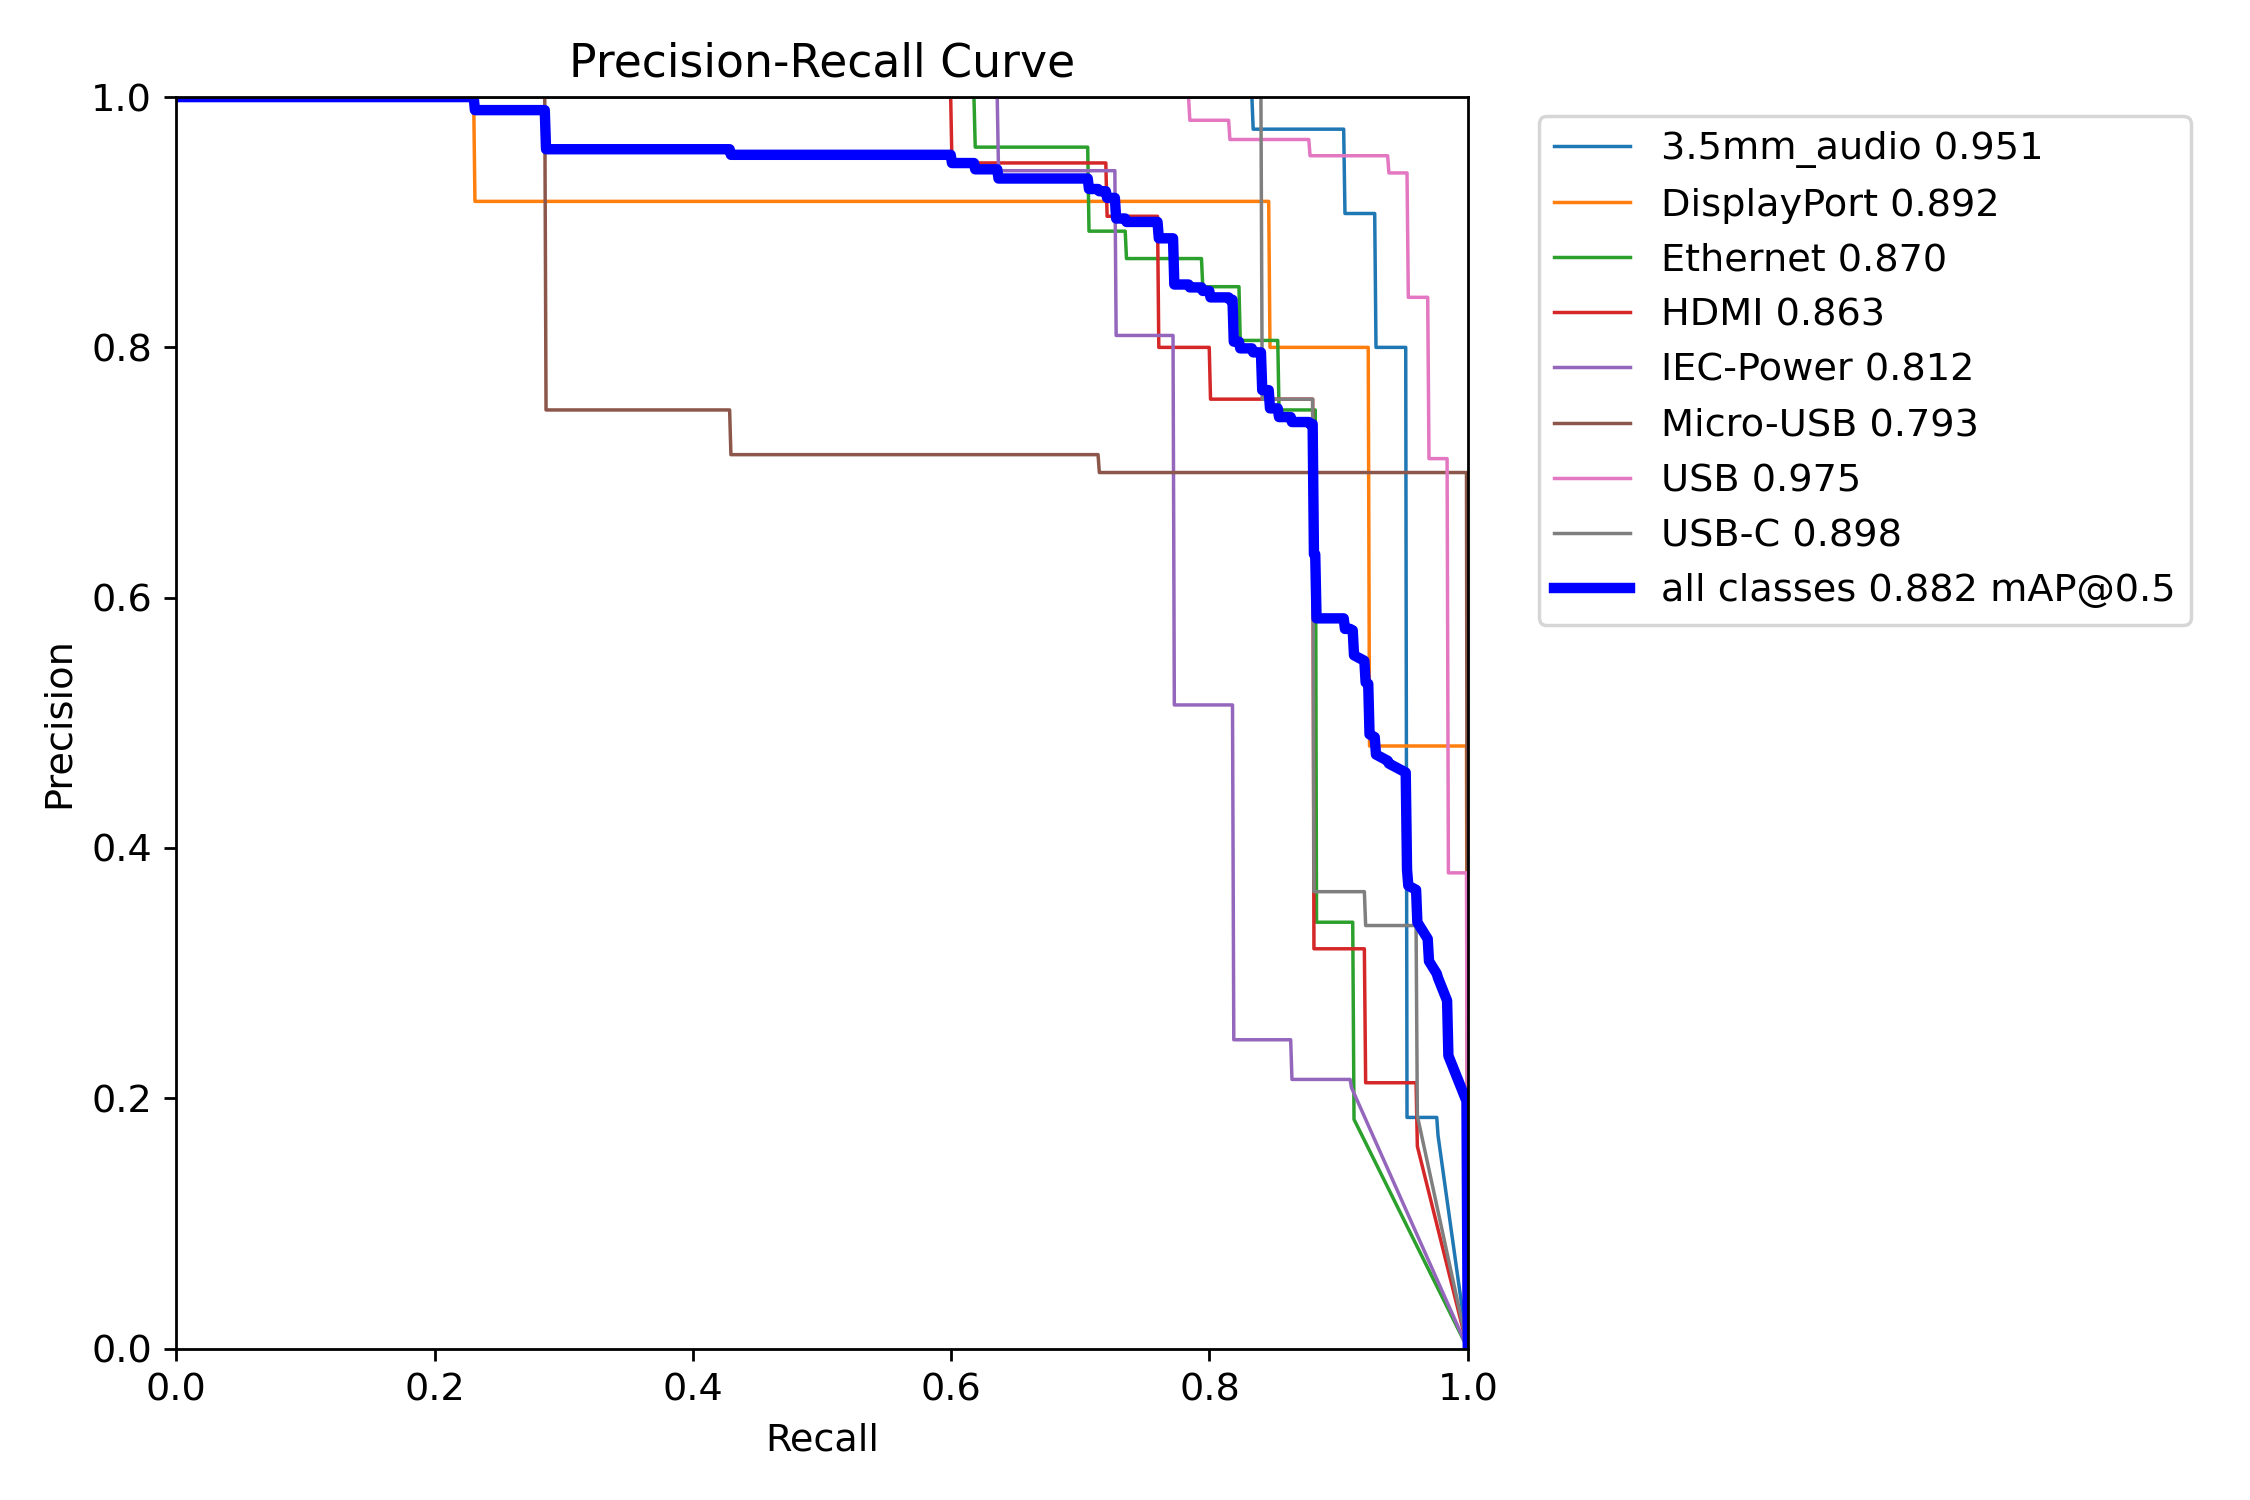 Precision-Recall Curve
1.0
0.8
0.6
0.4
0.2
0.0
Precision
0.0 0.2 0.4 0.6 0.8 1.0
Recall
3.5mm_audio 0.951
DisplayPort 0.892
Ethernet 0.870
HDMI 0.863
IEC-Power 0.812
Micro-USB 0.793
USB 0.975
USB-C 0.898
all classes 0.882 mAP@0.5